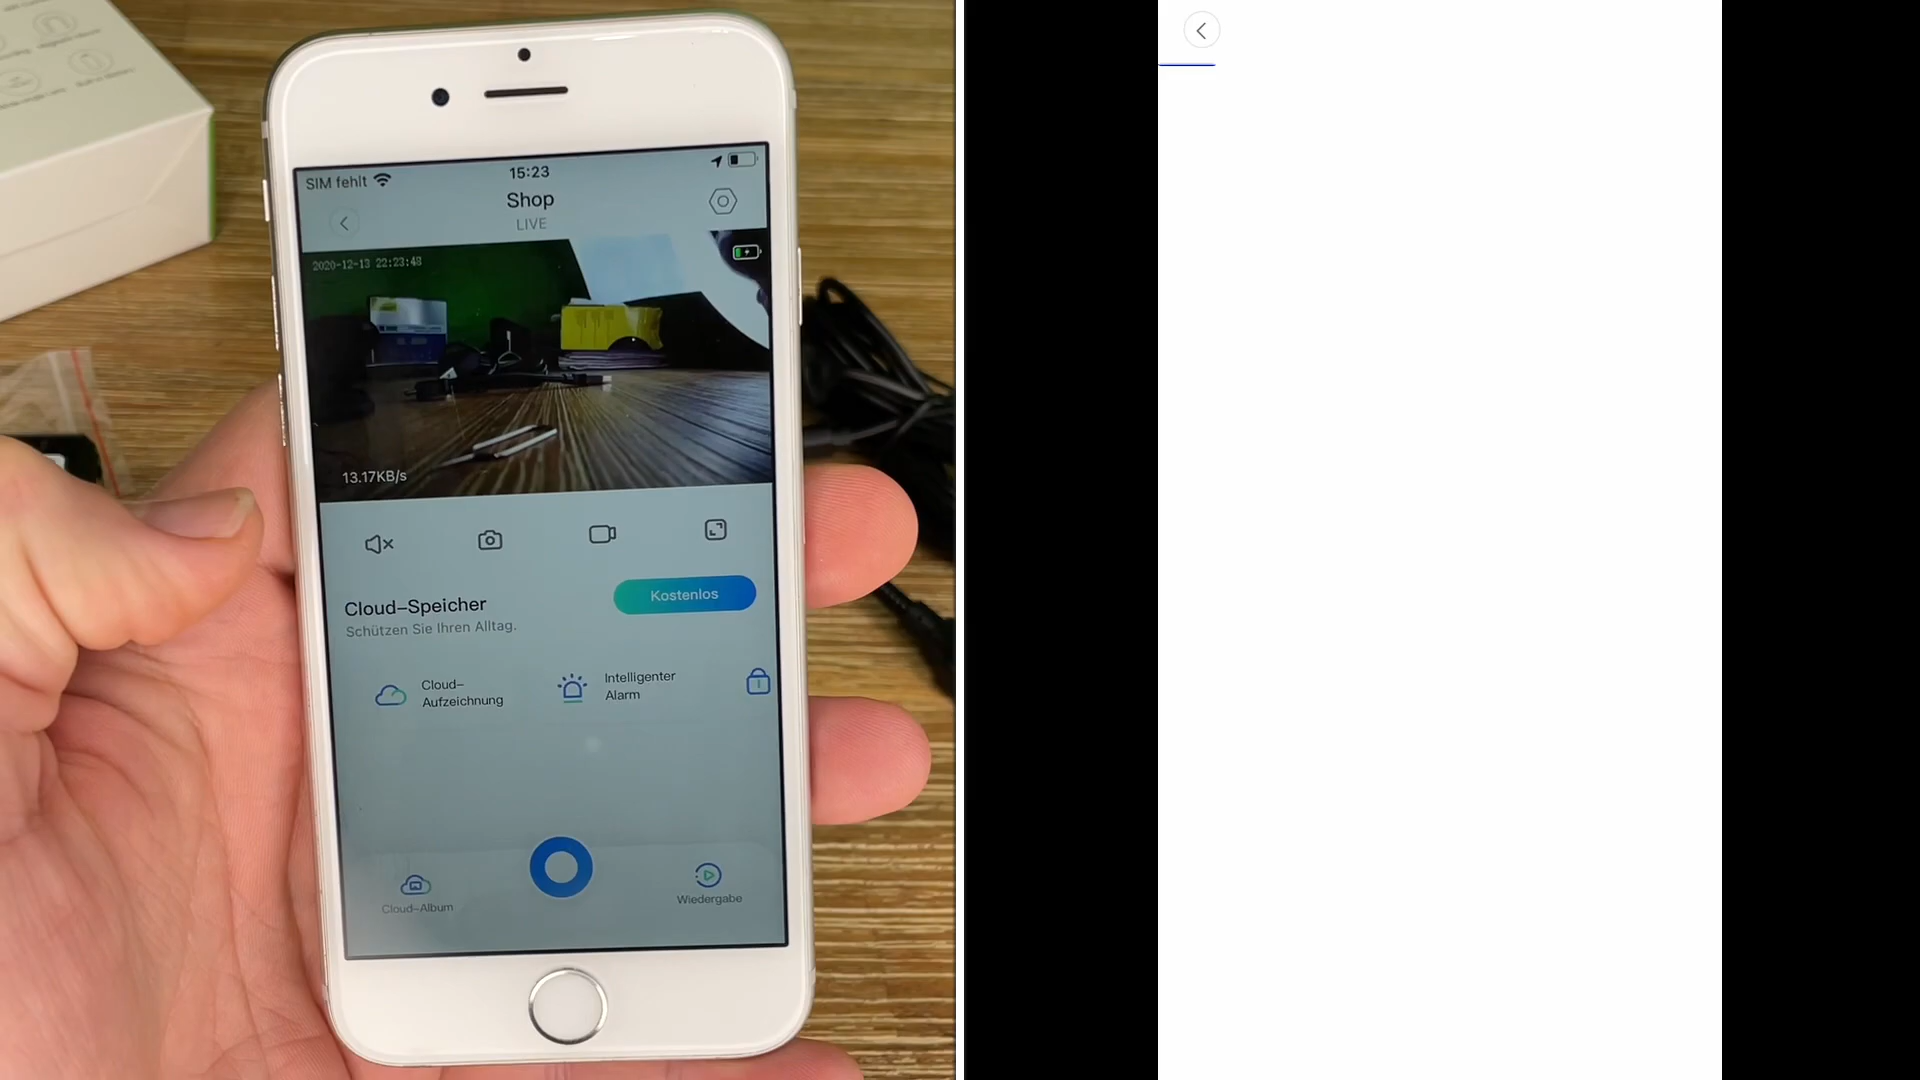 SIM fehlt
15:23
Shop
LIVE
2020-12-13 22:23:48
13.17KB/s
Cloud-Speicher
Schützen Sie Ihren Alltag.
Kostenlos
Cloud-
Aufzeichnung
Intelligenter
Alarm
Cloud-Album
Wiedergabe